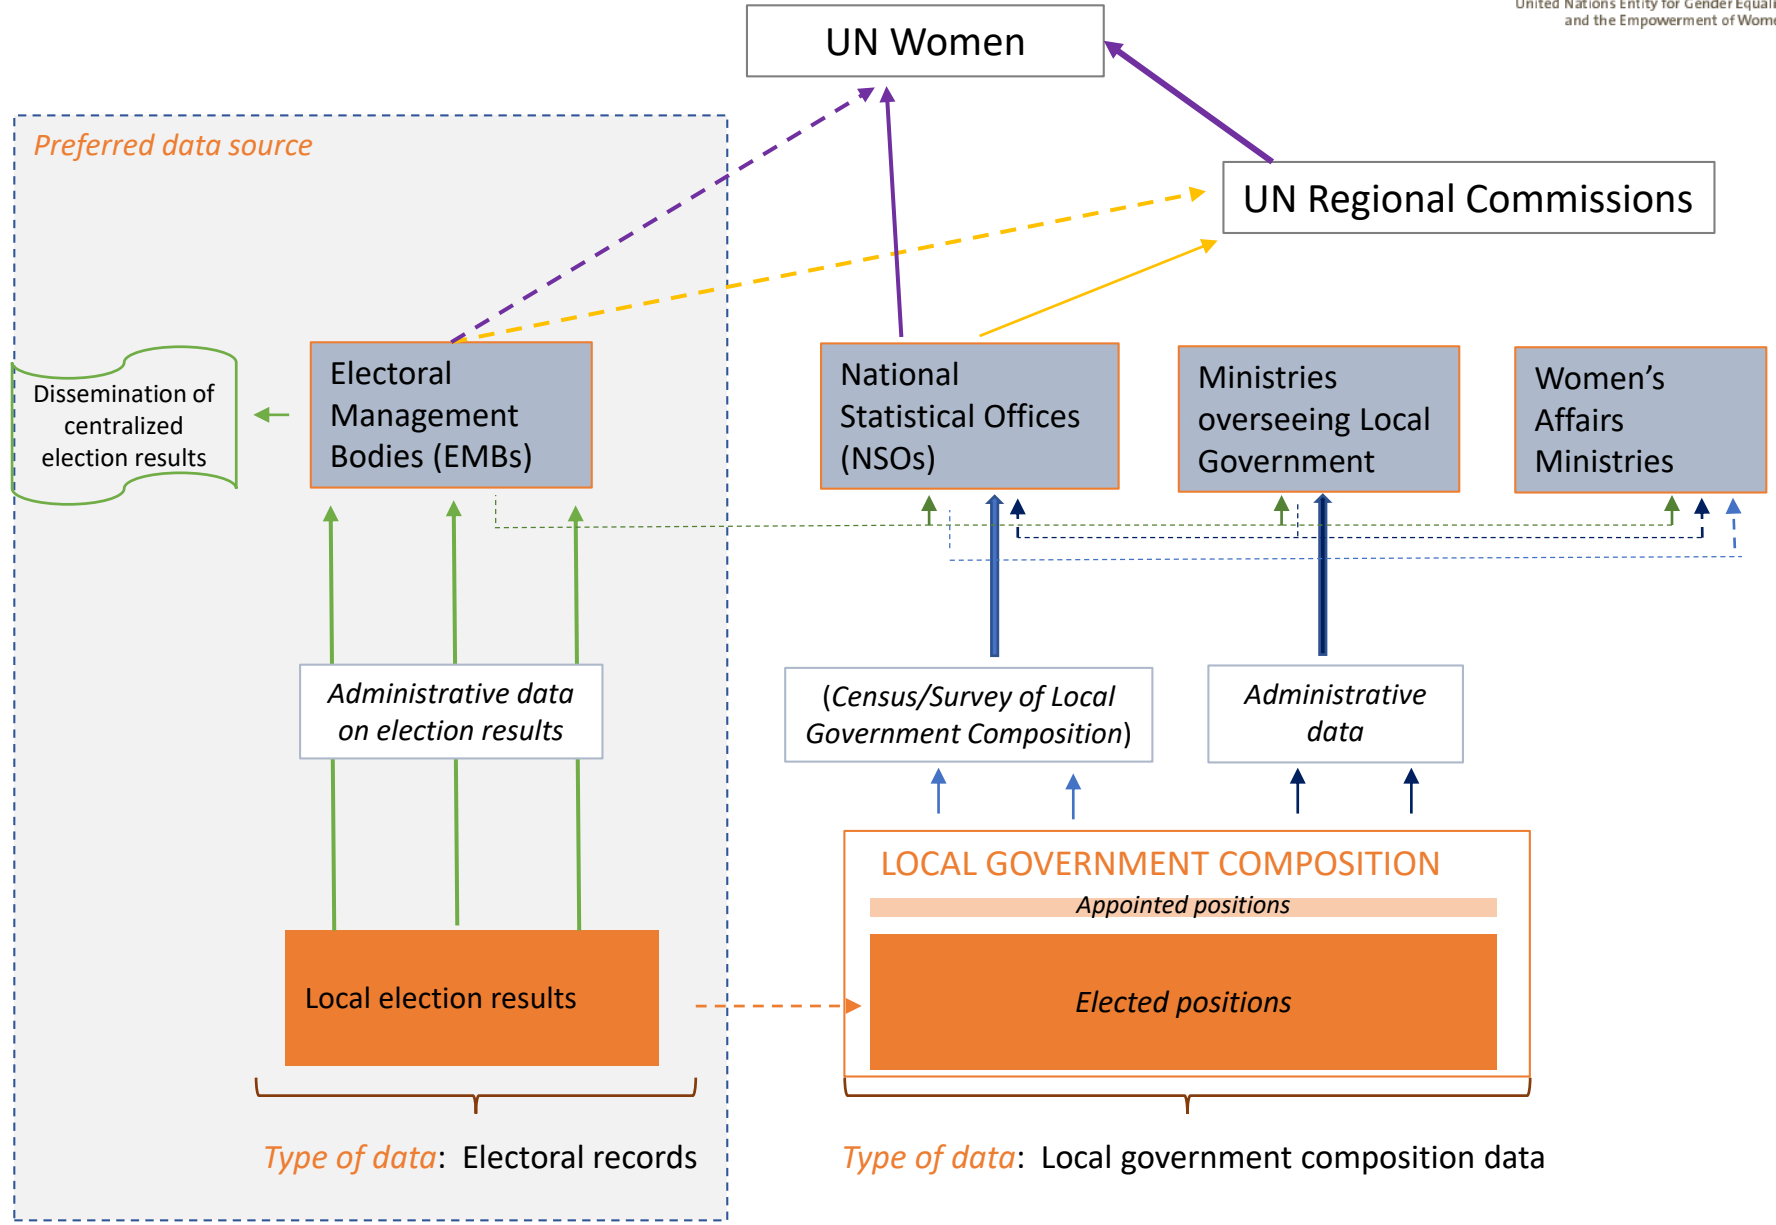 United Nations Entity for Gender Equali
and the Empowerment of Wome
UN Women
Preferred data source
UN Regional Commissions
Dissemination of
centralized
election results
Electoral
Management
Bodies (EMBs)
National
Statistical Offices
(NSOs)
Ministries
overseeing Local
Government
Women’s
Affairs
Ministries
Administrative data
on election results
(Census/Survey of Local
Government Composition)
Administrative
data
LOCAL GOVERNMENT COMPOSITION
Appointed positions
Local election results
Elected positions
Type of data: Electoral records
Type of data: Local government composition data